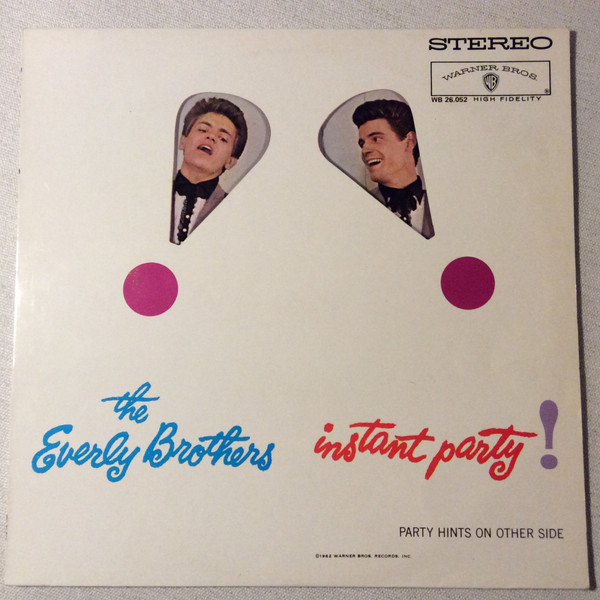 STEREO
WARNER BROS.
WB
WB 26.052 HIGH FIDELITY
the
Everly Brothers
instant party!
PARTY HINTS ON OTHER SIDE
©1962 WARNER BROS. RECORDS, INC.